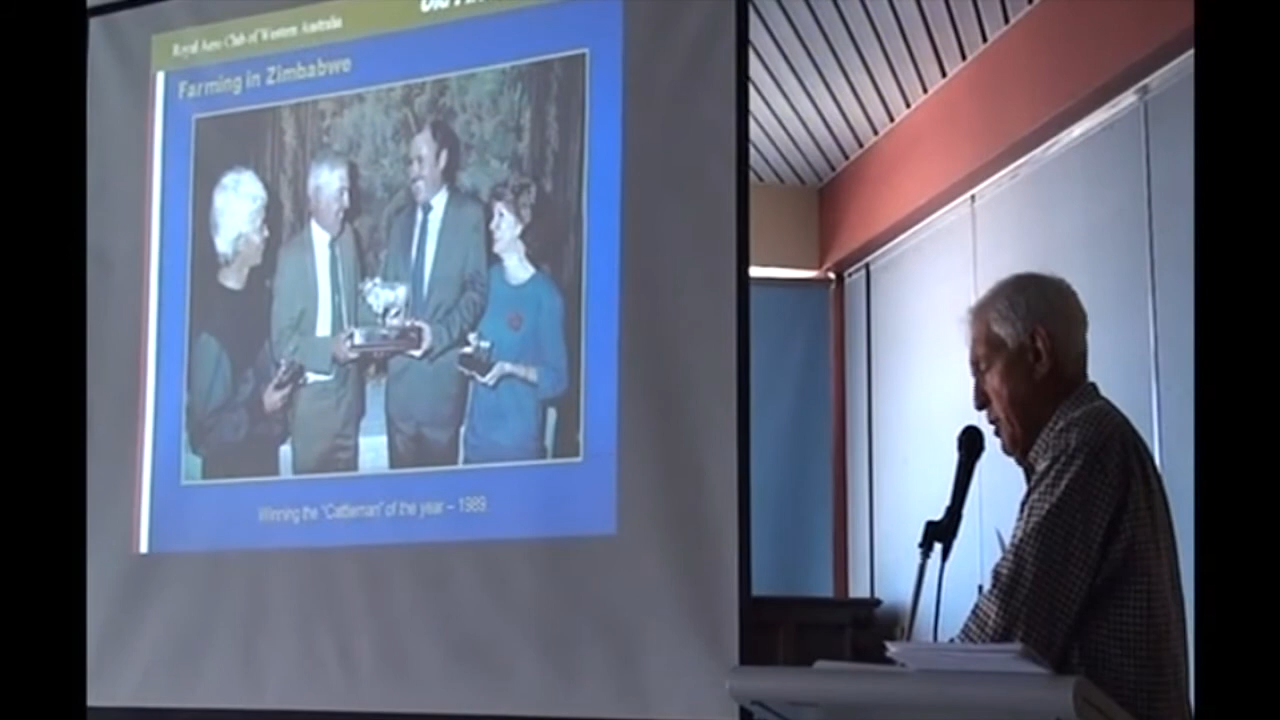 Royal Aero Club of Western Australia
Farming in Zimbabwe
Winning the "Cattleman" of the year – 1989